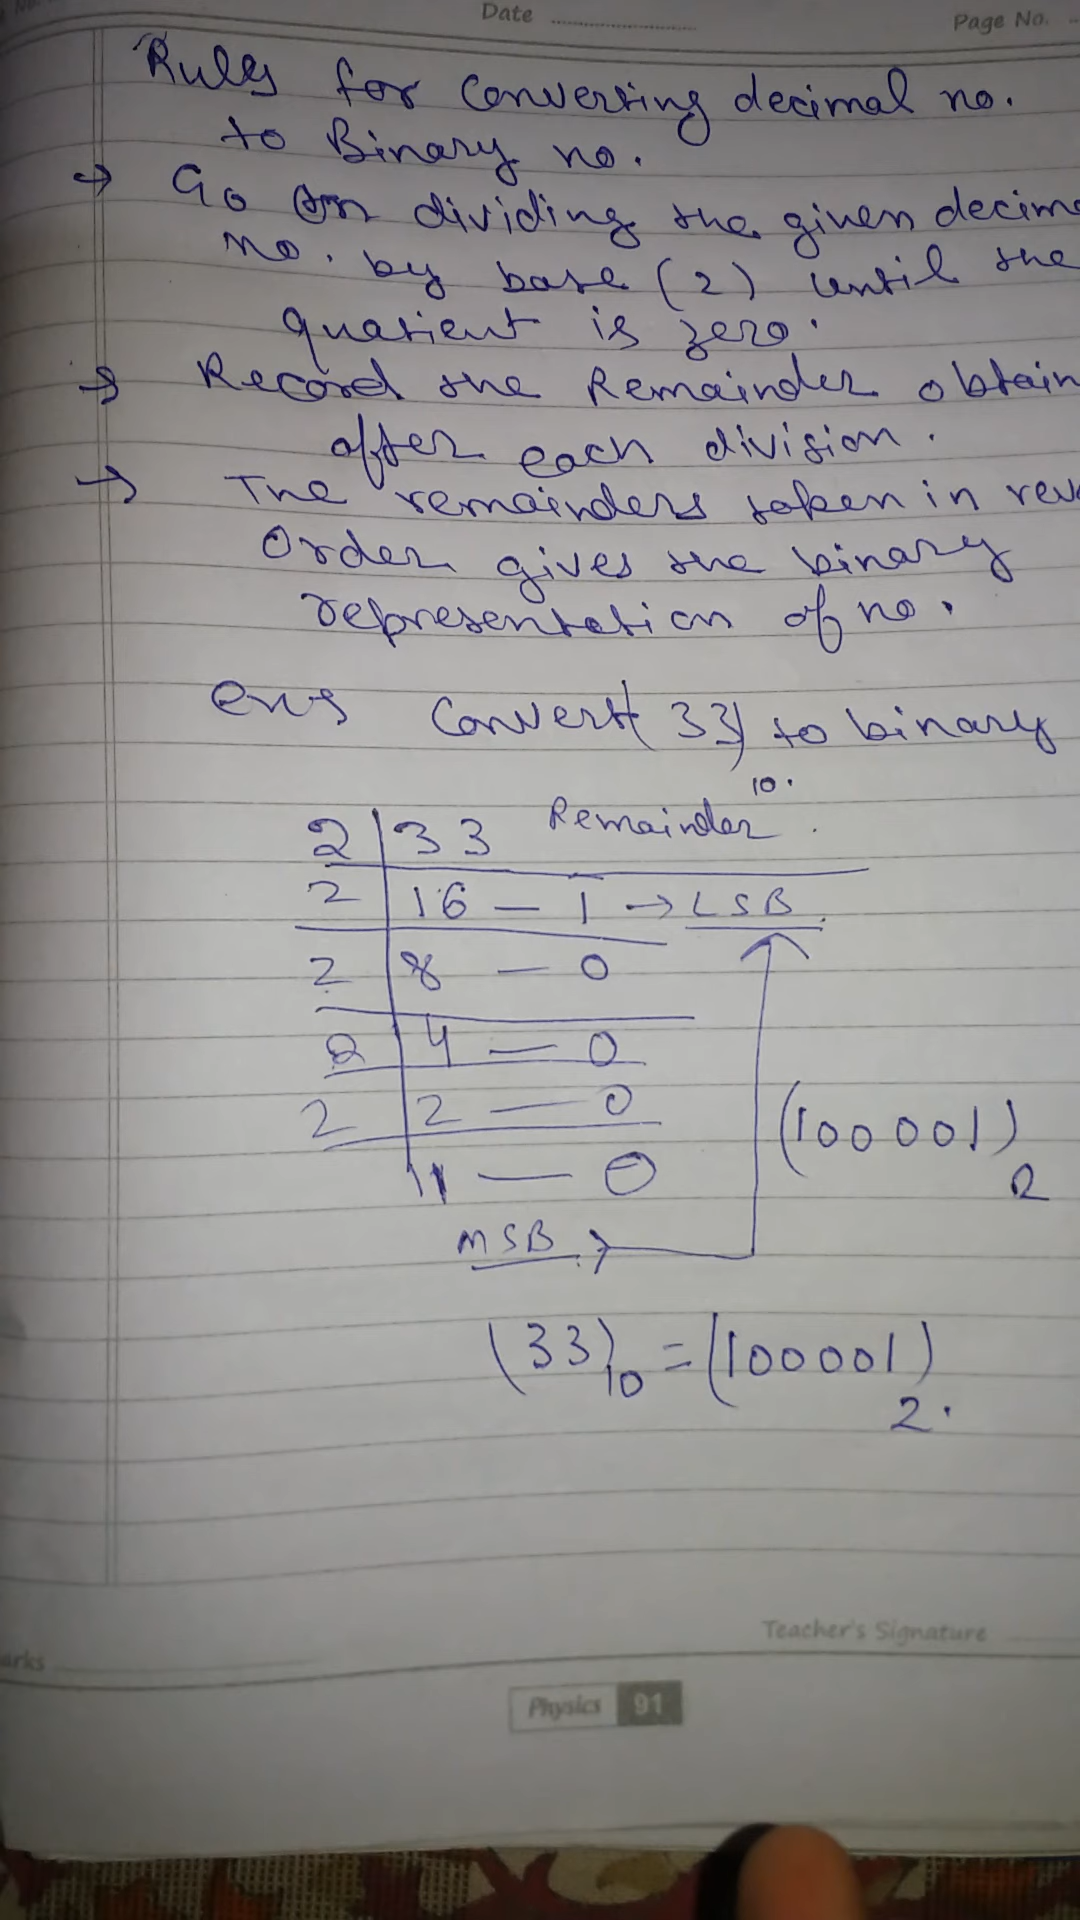 Date
Page No.
Rules for converting decimal no.
to Binary no.
→ Go on dividing the given decima
no. by base (2) until the
quatient is zero.
→ Record the Remainder obtain
after each division.
→ The remainders taken in reve
Order gives the binary
representation of no.
Convert (33)10. to binary
2 | 33 Remainder.
2 | 16 — 1 → LSB
2 | 8 — 0
2 | 4 — 0
2 | 2 — 0
1 — 0
(100001)2
MSB
(33)10 = (100001)2.
Teacher's Signature
arks
Physics 91